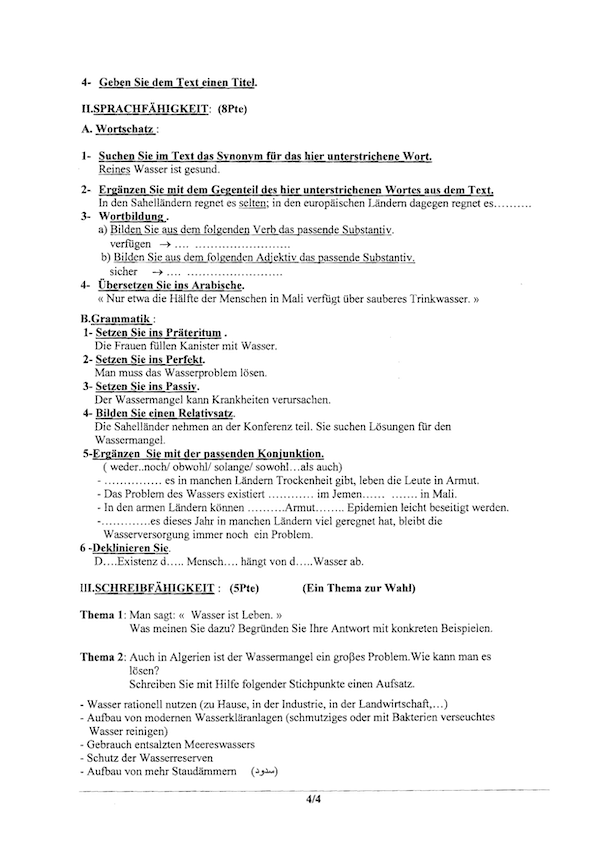 4- Geben Sie dem Text einen Titel.
II.SPRACHFÄHIGKEIT: (8Pte)
A. Wortschatz :
1- Suchen Sie im Text das Synonym für das hier unterstrichene Wort.
Reines Wasser ist gesund.
2- Ergänzen Sie mit dem Gegenteil des hier unterstrichenen Wortes aus dem Text.
In den Sahelländern regnet es selten; in den europäischen Ländern dagegen regnet es……….
3- Wortbildung .
a) Bilden Sie aus dem folgenden Verb das passende Substantiv.
verfügen → …. …………………….
b) Bilden Sie aus dem folgenden Adjektiv das passende Substantiv.
sicher → …. ……………………
4- Übersetzen Sie ins Arabische.
« Nur etwa die Hälfte der Menschen in Mali verfügt über sauberes Trinkwasser. »
B.Grammatik :
1- Setzen Sie ins Präteritum .
Die Frauen füllen Kanister mit Wasser.
2- Setzen Sie ins Perfekt.
Man muss das Wasserproblem lösen.
3- Setzen Sie ins Passiv.
Der Wassermangel kann Krankheiten verursachen.
4- Bilden Sie einen Relativsatz.
Die Sahelländer nehmen an der Konferenz teil. Sie suchen Lösungen für den
Wassermangel.
5-Ergänzen Sie mit der passenden Konjunktion.
( weder..noch/ obwohl/ solange/ sowohl…als auch)
- …………… es in manchen Ländern Trockenheit gibt, leben die Leute in Armut.
- Das Problem des Wassers existiert ………… im Jemen…… ……. in Mali.
- In den armen Ländern können ……….Armut…….. Epidemien leicht beseitigt werden.
-………….es dieses Jahr in manchen Ländern viel geregnet hat, bleibt die
Wasserversorgung immer noch ein Problem.
6 -Deklinieren Sie.
D….Existenz d….. Mensch…. hängt von d…..Wasser ab.
III.SCHREIBFÄHIGKEIT : (5Pte) (Ein Thema zur Wahl)
Thema 1: Man sagt: « Wasser ist Leben. »
Was meinen Sie dazu? Begründen Sie Ihre Antwort mit konkreten Beispielen.
Thema 2: Auch in Algerien ist der Wassermangel ein großes Problem.Wie kann man es
lösen?
Schreiben Sie mit Hilfe folgender Stichpunkte einen Aufsatz.
- Wasser rationell nutzen (zu Hause, in der Industrie, in der Landwirtschaft,…)
- Aufbau von modernen Wasserkläranlagen (schmutziges oder mit Bakterien verseuchtes
Wasser reinigen)
- Gebrauch entsalzten Meereswassers
- Schutz der Wasserreserven
- Aufbau von mehr Staudämmern (سدود)
4/4